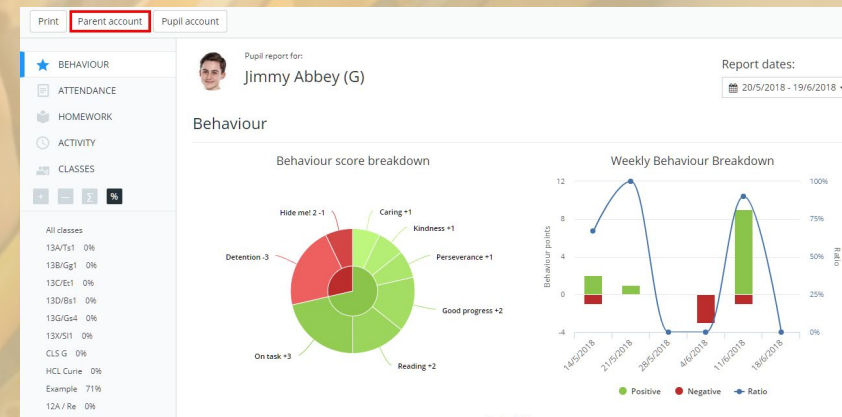 Print
Parent account
Pupil account
BEHAVIOUR
ATTENDANCE
HOMEWORK
ACTIVITY
CLASSES
+ — Σ %
All classes
13A/Ts1 0%
13B/Gg1 0%
13C/Et1 0%
13D/Bs1 0%
13G/Gs4 0%
13X/Sl1 0%
CLS G 0%
HCL Curie 0%
Example 71%
12A / Re 0%
Pupil report for:
Jimmy Abbey (G)
Report dates:
20/5/2018 - 19/6/2018
Behaviour
Behaviour score breakdown
Hide me! 2 -1
Caring +1
Kindness +1
Detention -3
Perseverance +1
Good progress +2
On task +3
Reading +2
Weekly Behaviour Breakdown
Behaviour points
12
8
4
0
-4
100%
75%
50%
25%
0%
Ratio
14/5/2018
21/5/2018
28/5/2018
4/6/2018
11/6/2018
18/6/2018
Positive
Negative
Ratio